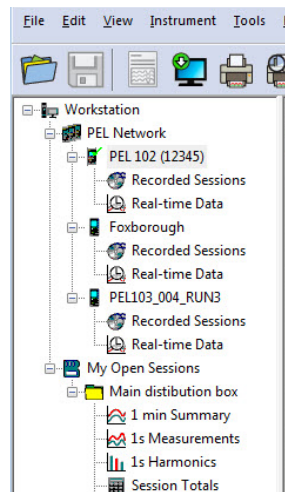 File Edit View Instrument Tools
Workstation
PEL Network
PEL 102 (12345)
Recorded Sessions
Real-time Data
Foxborough
Recorded Sessions
Real-time Data
PEL103_004_RUN3
Recorded Sessions
Real-time Data
My Open Sessions
Main distibution box
1 min Summary
1s Measurements
1s Harmonics
Session Totals